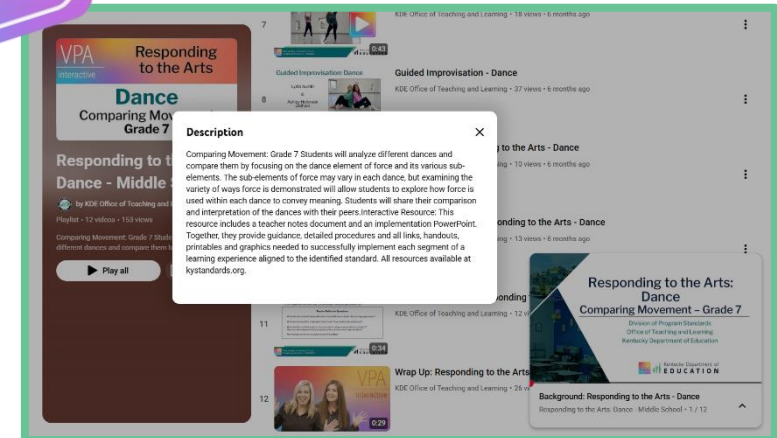 VPA
interactive
Responding
to the Arts
Dance
Comparing Mov
Grade 7
Responding to t
Dance - Middle
by KDE Office of Teaching and
Playlist • 12 videos • 153 views
Comparing Movement: Grade 7 Stude
different dances and compare them b
Play all
7
0:43
KDE Office of Teaching and Learning • 18 views • 6 months ago
8
Guided Improvisation: Dance
Guided Improvisation - Dance
KDE Office of Teaching and Learning • 37 views • 6 months ago
Description
Comparing Movement: Grade 7 Students will analyze different dances and
compare them by focusing on the dance element of force and its various sub-
elements. The sub-elements of force may vary in each dance, but examining the
variety of ways force is demonstrated will allow students to explore how force is
used within each dance to convey meaning. Students will share their comparison
and interpretation of the dances with their peers.Interactive Resource: This
resource includes a teacher notes document and an implementation PowerPoint.
Together, they provide guidance, detailed procedures and all links, handouts,
printables and graphics needed to successfully implement each segment of a
learning experience aligned to the identified standard. All resources available at
kystandards.org.
g to the Arts - Dance
ing • 10 views • 6 months ago
onding to the Arts - Dance
ing • 13 views • 6 months ago
onding
11
0:34
KDE Office of Teaching and Learning • 12 vi
12
VPA
interactive
0:29
Wrap Up: Responding to the Arts
KDE Office of Teaching and Learning • 26 v
Responding to the Arts:
Dance
Comparing Movement – Grade 7
Division of Program Standards
Office of Teaching and Learning
Kentucky Department of Education
Kentucky Department of
EDUCATION
Background: Responding to the Arts - Dance
Responding to the Arts: Dance - Middle School • 1 / 12